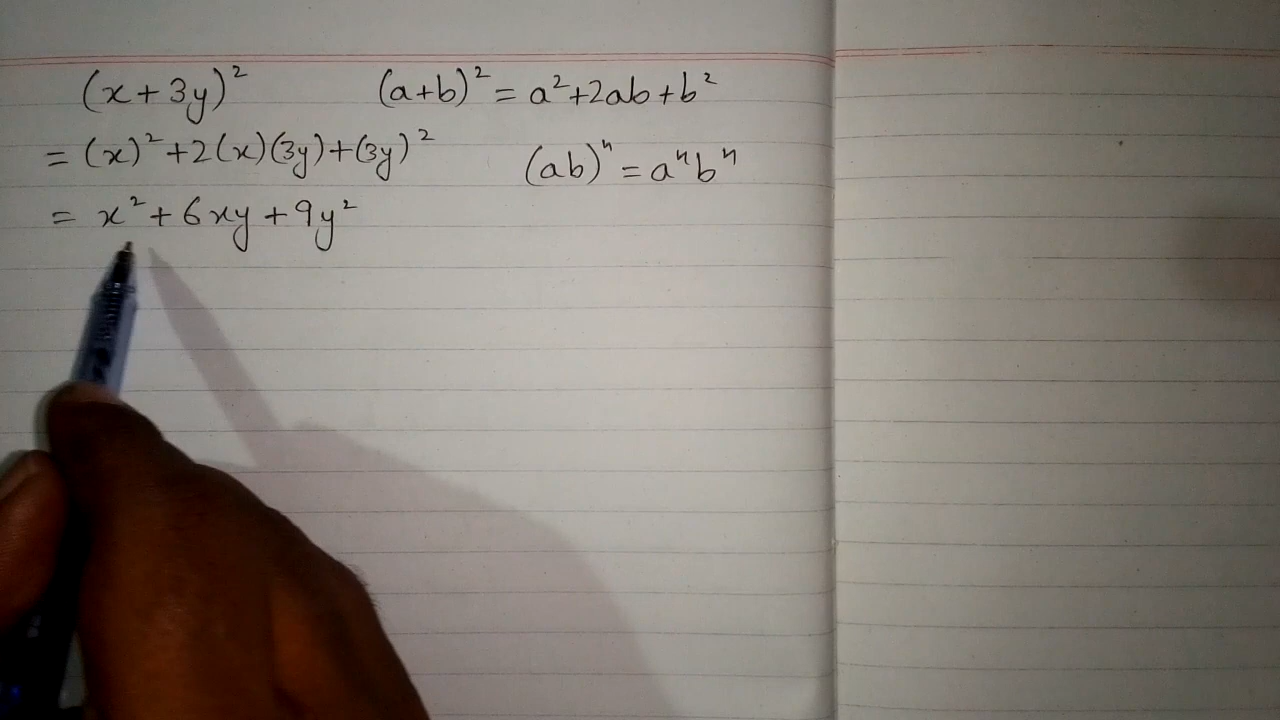 (x+3y)² (a+b)² = a²+2ab+b²
= (x)²+2(x)(3y)+(3y)² (ab)ⁿ = aⁿbⁿ
= x²+6xy+9y²